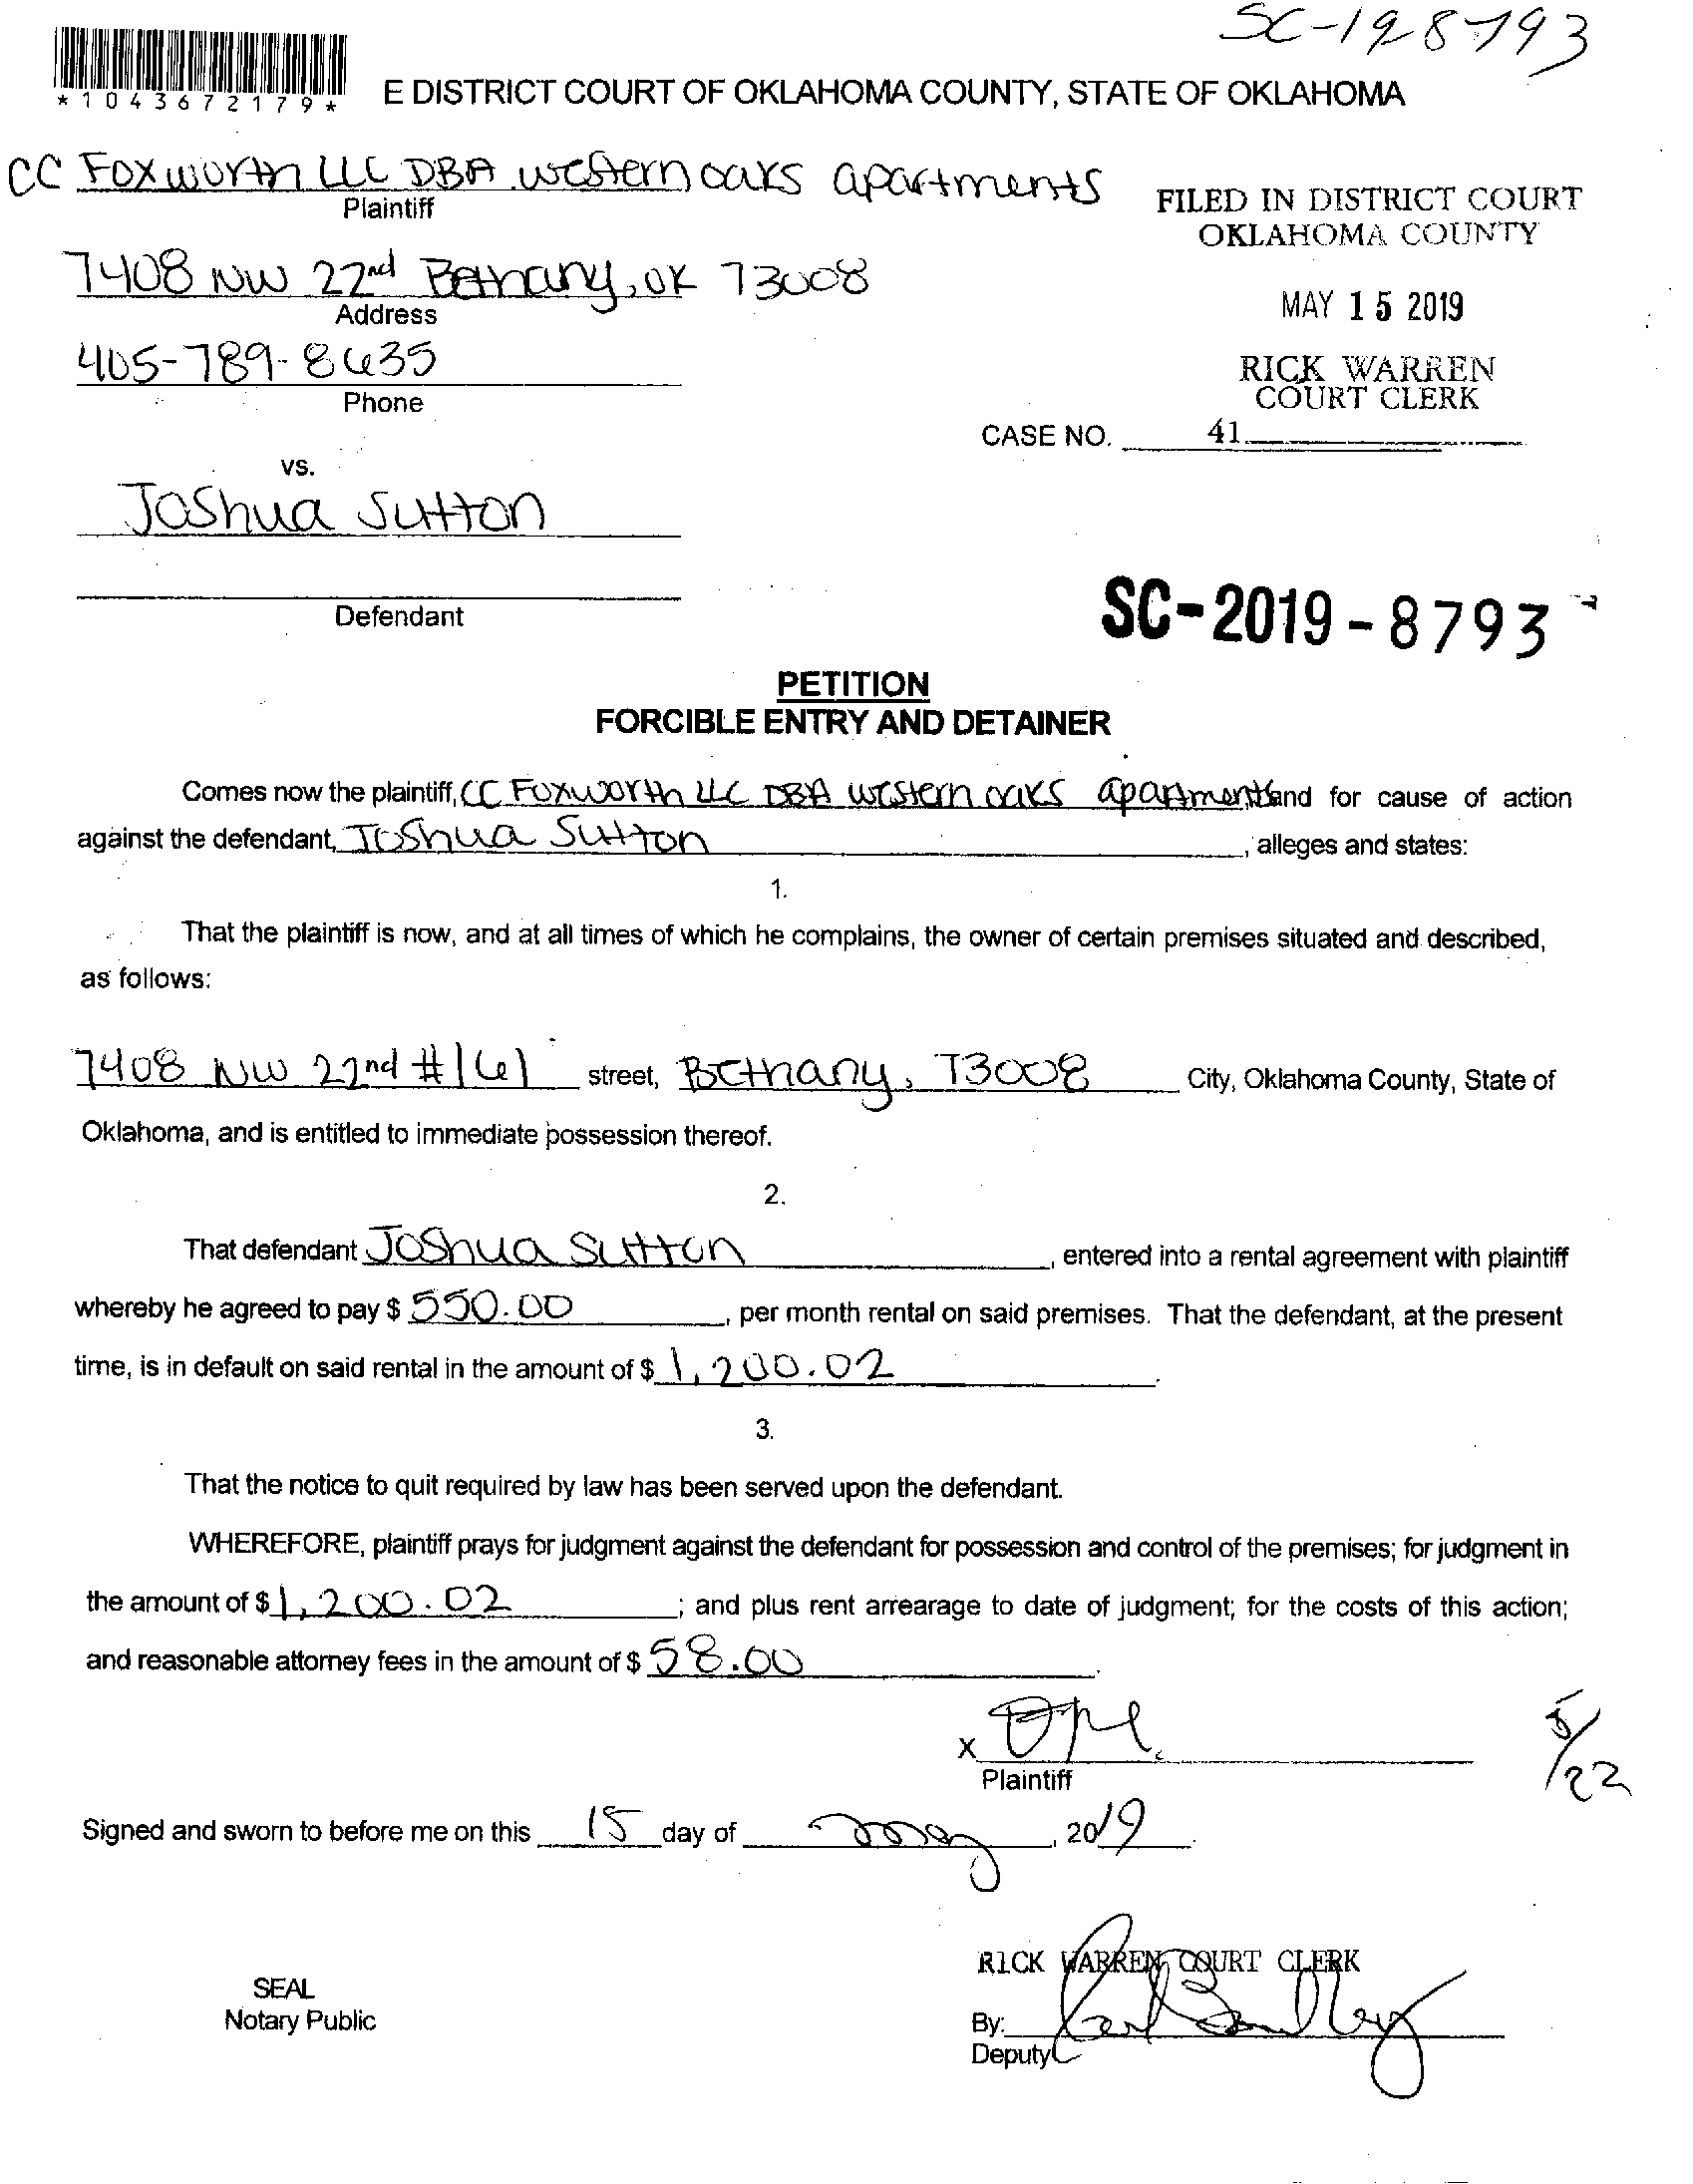 SC-19-8793
*1043672179*
E DISTRICT COURT OF OKLAHOMA COUNTY, STATE OF OKLAHOMA
CC Foxworth LLC DBA western oaks apartments
Plaintiff
FILED IN DISTRICT COURT
OKLAHOMA COUNTY
7408 NW 22nd Bethany, OK 73008
Address
MAY 15 2019
405-789-8635
Phone
RICK WARREN
COURT CLERK
CASE NO. 41
vs.
Joshua Sutton
Defendant
SC-2019-8793
PETITION
FORCIBLE ENTRY AND DETAINER
Comes now the plaintiff, CC Foxworth LLC DBA western oaks apartments and for cause of action
against the defendant, Joshua Sutton, alleges and states:
1.
That the plaintiff is now, and at all times of which he complains, the owner of certain premises situated and described,
as follows:
7408 NW 22nd #161 street, Bethany, 73008 City, Oklahoma County, State of
Oklahoma, and is entitled to immediate possession thereof.
2.
That defendant Joshua Sutton, entered into a rental agreement with plaintiff
whereby he agreed to pay $ 550.00, per month rental on said premises. That the defendant, at the present
time, is in default on said rental in the amount of $ 1,200.02.
3.
That the notice to quit required by law has been served upon the defendant.
WHEREFORE, plaintiff prays for judgment against the defendant for possession and control of the premises; for judgment in
the amount of $ 1,200.02; and plus rent arrearage to date of judgment; for the costs of this action;
and reasonable attorney fees in the amount of $ 58.00.
x
Plaintiff
5/22
Signed and sworn to before me on this 15 day of May, 2019.
RICK WARREN COURT CLERK
SEAL
Notary Public
By:
Deputy